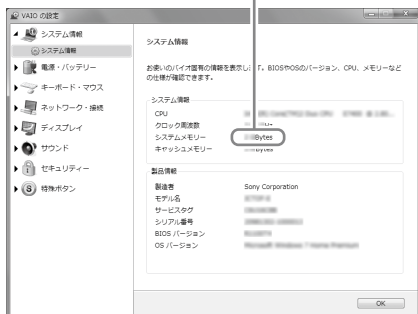 VAIO の設定
システム情報
システム情報
電源・バッテリー
キーボード・マウス
ネットワーク・接続
ディスプレイ
サウンド
セキュリティー
特殊ボタン
システム情報
お使いのバイオ固有の情報を表示し す。BIOSやOSのバージョン、CPU、メモリーなど
の仕様が確認できます。
システム情報
CPU
クロック周波数
システムメモリー Bytes
キャッシュメモリー Bytes
製品情報
製造者 Sony Corporation
モデル名
サービスタグ
シリアル番号
BIOS バージョン
OS バージョン Microsoft Windows 7 Home Premium
OK